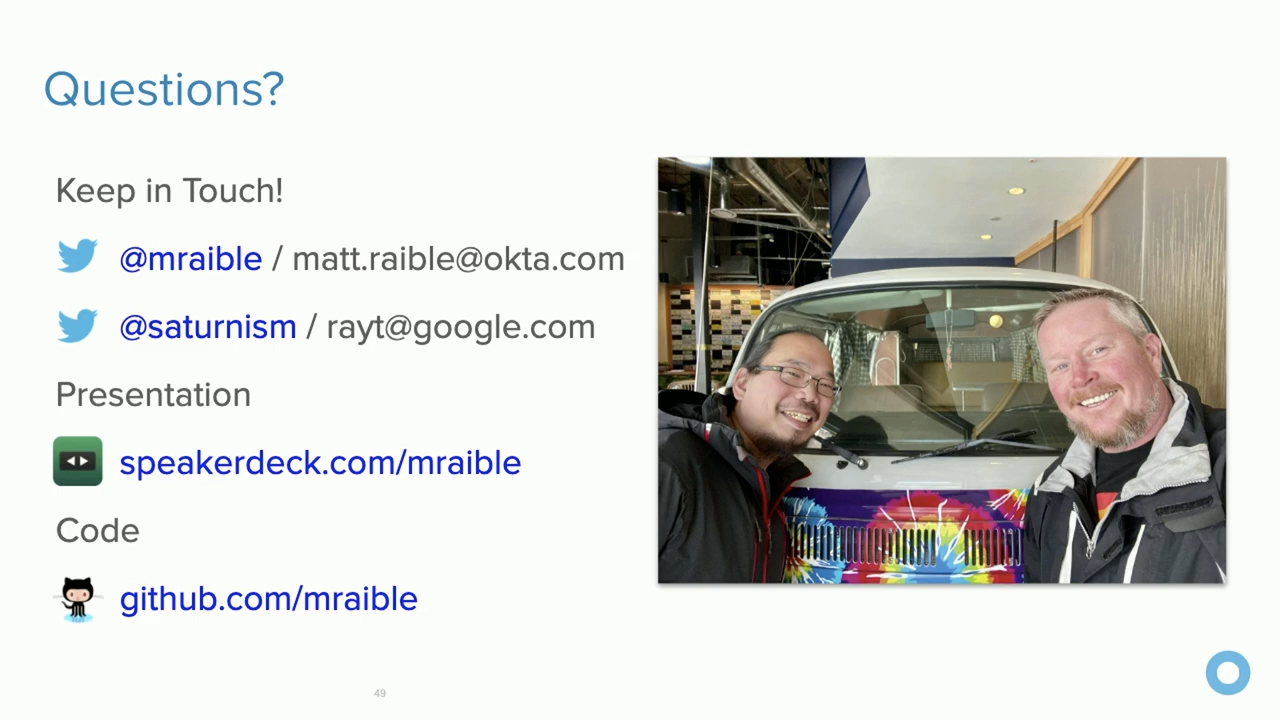 Questions?
Keep in Touch!
@mraible / matt.raible@okta.com
@saturnism / rayt@google.com
Presentation
speakerdeck.com/mraible
Code
github.com/mraible
49